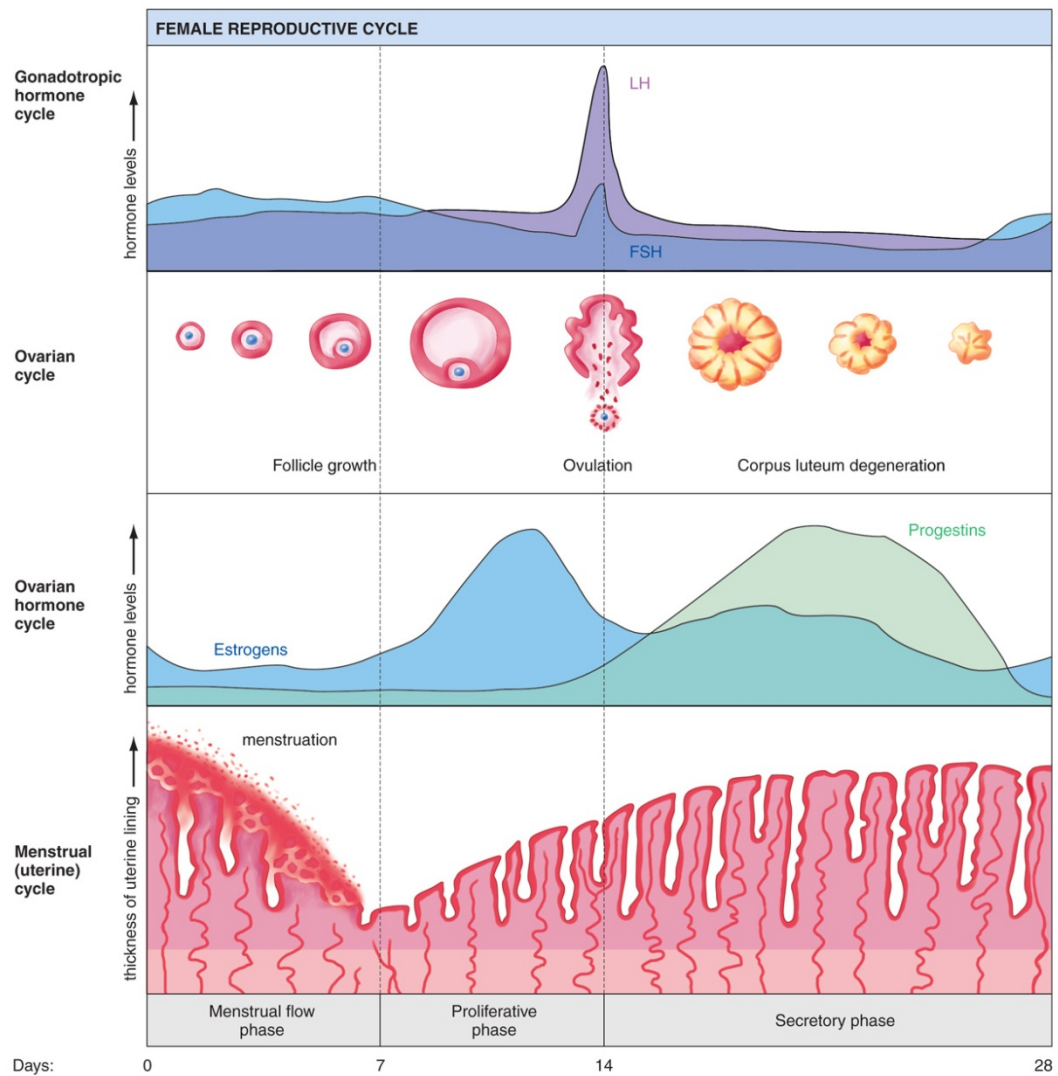 FEMALE REPRODUCTIVE CYCLE
Gonadotropic
hormone
cycle
hormone levels
LH
FSH
Ovarian
cycle
Follicle growth
Ovulation
Corpus luteum degeneration
Ovarian
hormone
cycle
hormone levels
Estrogens
Progestins
Menstrual
(uterine)
cycle
thickness of uterine lining
menstruation
Menstrual flow
phase
Proliferative
phase
Secretory phase
Days:
0
7
14
28